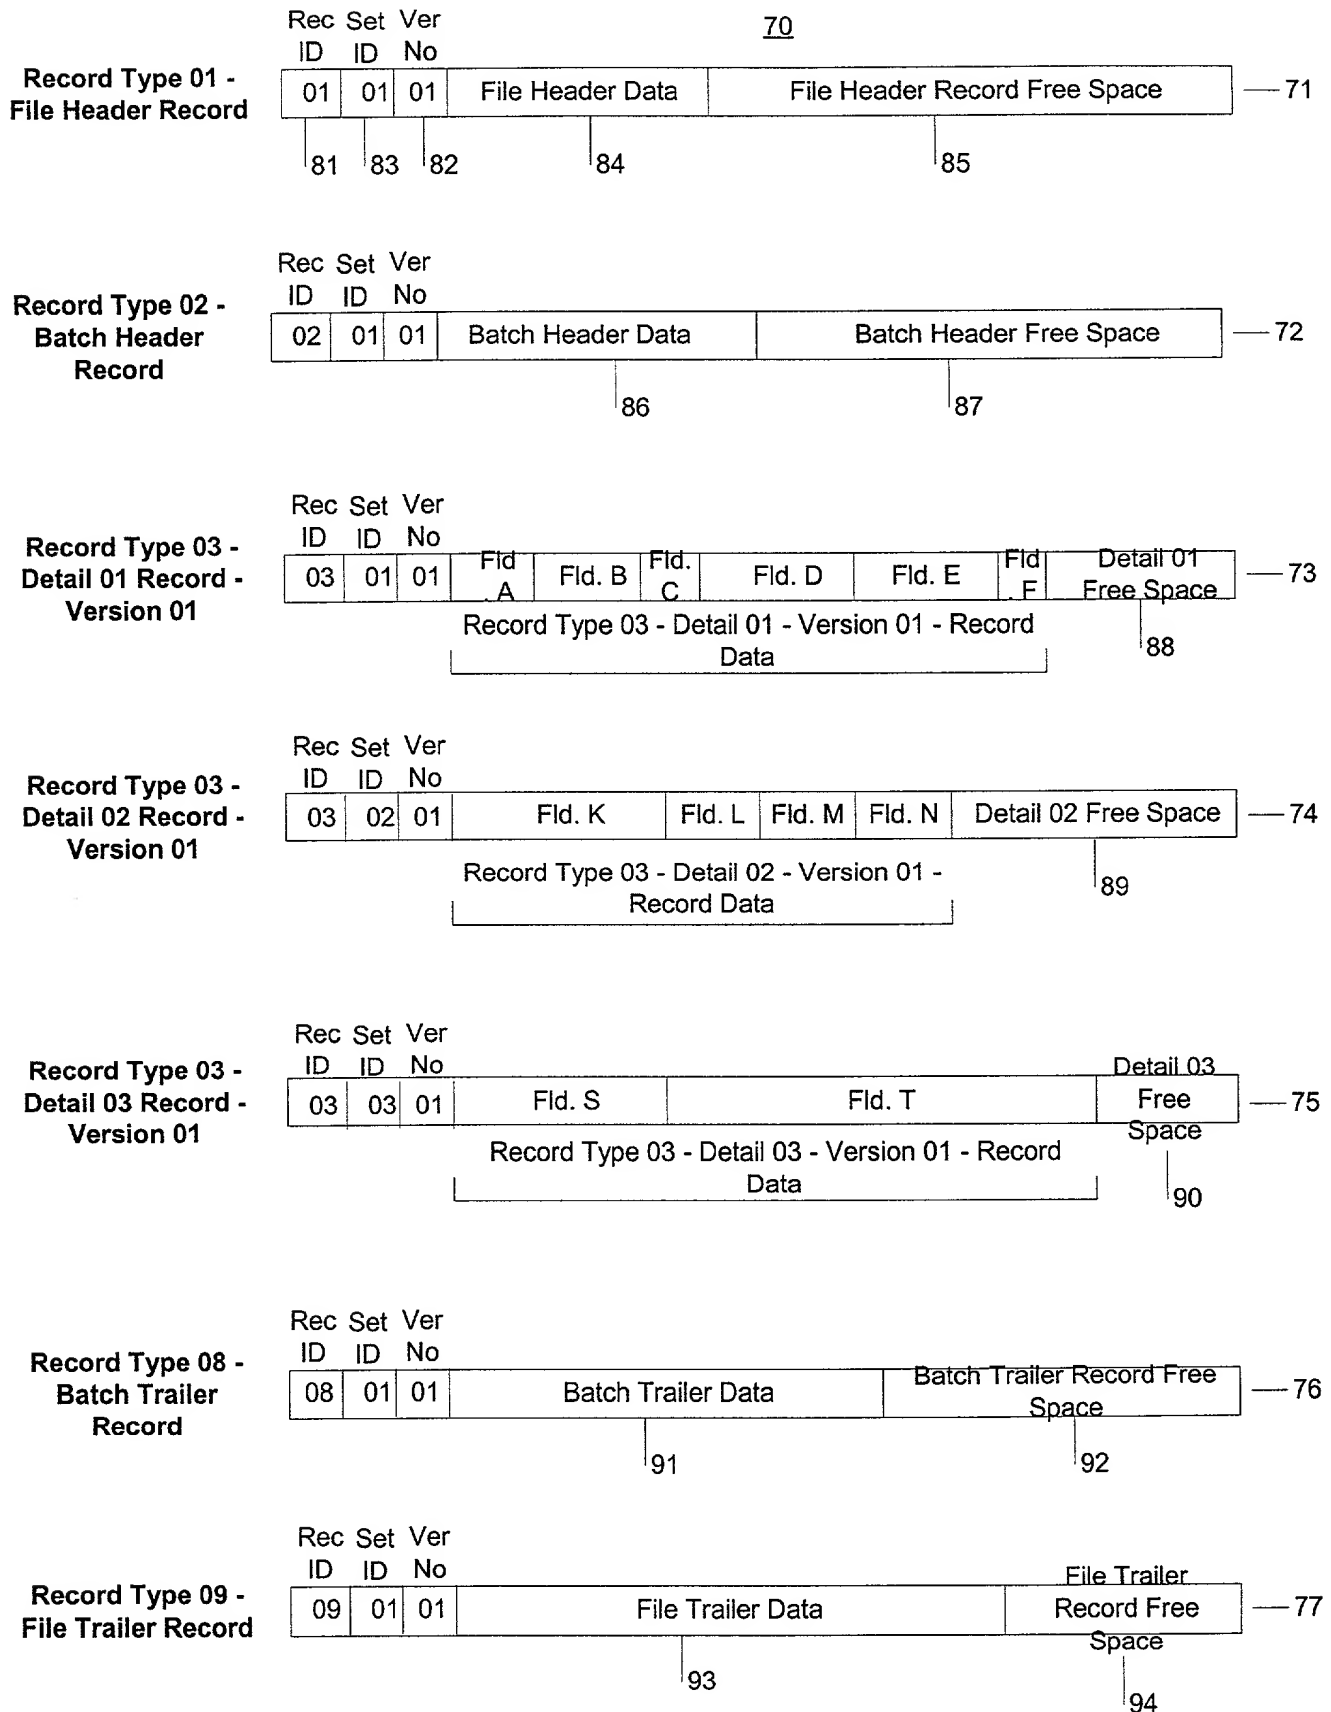 70
Rec Set Ver
ID ID No
Record Type 01 -
File Header Record
01 01 01 File Header Data File Header Record Free Space 71
81 83 82 84 85
Rec Set Ver
ID ID No
Record Type 02 -
Batch Header
Record
02 01 01 Batch Header Data Batch Header Free Space 72
86 87
Rec Set Ver
ID ID No
Record Type 03 -
Detail 01 Record -
Version 01
03 01 01 Fld. A Fld. B Fld. C Fld. D Fld. E Fld. F Detail 01 Free Space 73
Record Type 03 - Detail 01 - Version 01 - Record
Data
88
Rec Set Ver
ID ID No
Record Type 03 -
Detail 02 Record -
Version 01
03 02 01 Fld. K Fld. L Fld. M Fld. N Detail 02 Free Space 74
Record Type 03 - Detail 02 - Version 01 -
Record Data
89
Rec Set Ver
ID ID No
Record Type 03 -
Detail 03 Record -
Version 01
03 03 01 Fld. S Fld. T Detail 03 Free Space 75
Record Type 03 - Detail 03 - Version 01 - Record
Data
90
Rec Set Ver
ID ID No
Record Type 08 -
Batch Trailer
Record
08 01 01 Batch Trailer Data Batch Trailer Record Free Space 76
91 92
Rec Set Ver
ID ID No
Record Type 09 -
File Trailer Record
09 01 01 File Trailer Data File Trailer Record Free Space 77
93
94